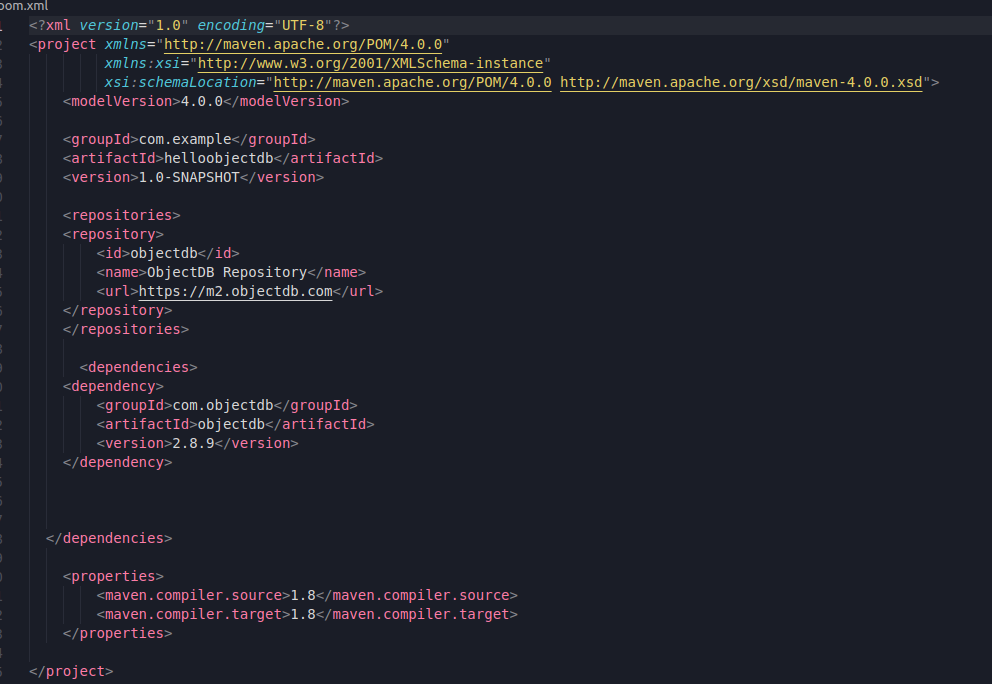 pom.xml
<?xml version="1.0" encoding="UTF-8"?>
<project xmlns="http://maven.apache.org/POM/4.0.0"
         xmlns:xsi="http://www.w3.org/2001/XMLSchema-instance"
         xsi:schemaLocation="http://maven.apache.org/POM/4.0.0 http://maven.apache.org/xsd/maven-4.0.0.xsd">
    <modelVersion>4.0.0</modelVersion>

    <groupId>com.example</groupId>
    <artifactId>helloobjectdb</artifactId>
    <version>1.0-SNAPSHOT</version>

    <repositories>
    <repository>
        <id>objectdb</id>
        <name>ObjectDB Repository</name>
        <url>https://m2.objectdb.com</url>
    </repository>
    </repositories>

      <dependencies>
    <dependency>
        <groupId>com.objectdb</groupId>
        <artifactId>objectdb</artifactId>
        <version>2.8.9</version>
    </dependency>

  </dependencies>

    <properties>
        <maven.compiler.source>1.8</maven.compiler.source>
        <maven.compiler.target>1.8</maven.compiler.target>
    </properties>

</project>